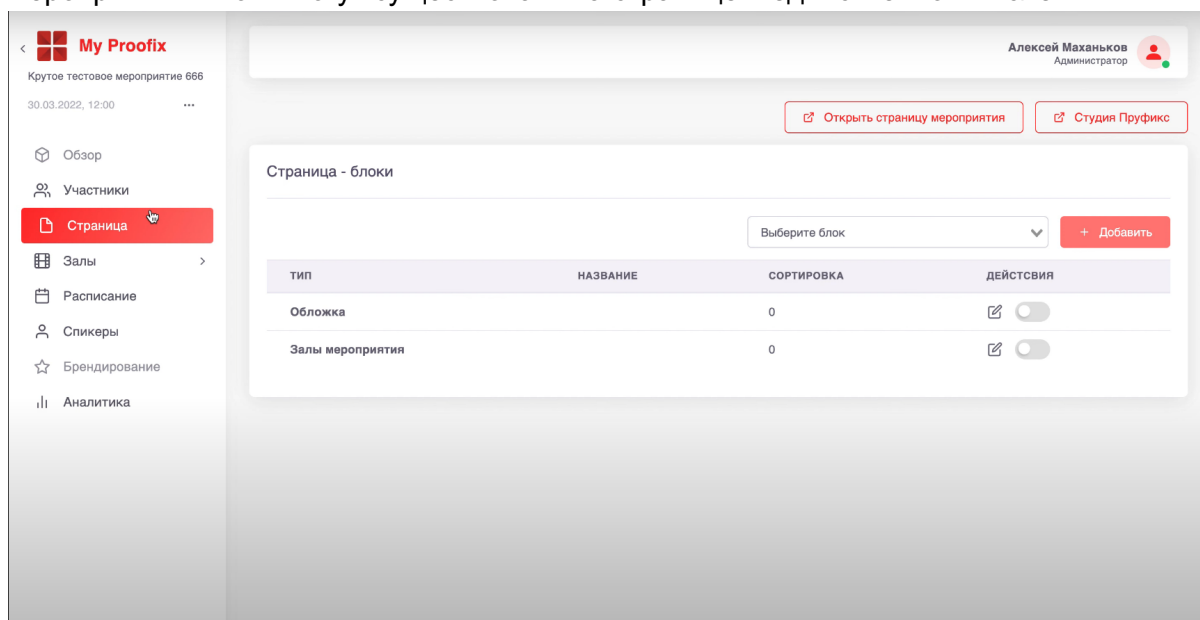 My Proofix
Крутое тестовое мероприятие 666
30.03.2022, 12:00 ...
Обзор
Участники
Страница
Залы
Расписание
Спикеры
Брендирование
Аналитика
Алексей Маханьков
Администратор
Открыть страницу мероприятия
Студия Пруфикс
Страница - блоки
Выберите блок
+ Добавить
ТИП НАЗВАНИЕ СОРТИРОВКА ДЕЙСТСВИЯ
Обложка 0
Залы мероприятия 0